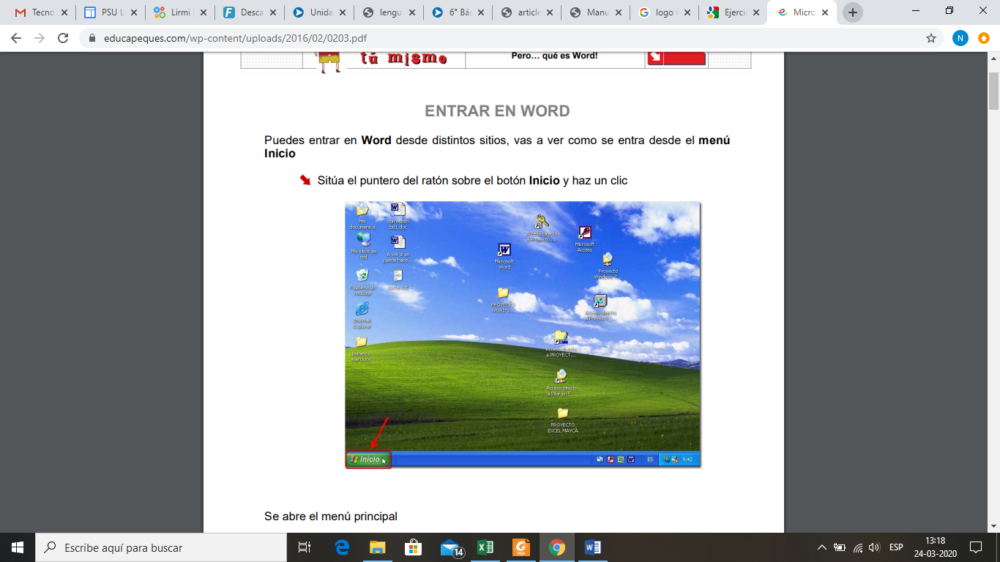 Tecno
PSU L
Lirmi |
Desca
Unida
lengu
6° Bás
article
Manu
logo v
Ejerci
Micro
educapeques.com/wp-content/uploads/2016/02/0203.pdf
N
tú mismo
Pero… qué es Word!
ENTRAR EN WORD
Puedes entrar en Word desde distintos sitios, vas a ver como se entra desde el menú
Inicio
Sitúa el puntero del ratón sobre el botón Inicio y haz un clic
Mis
documentos
corrección
bd1.doc
Acceso directo
a Proyecto ...
Microsoft
Access
Mis sitios de
red
A ver si se
puede hace...
Microsoft
Word
Proyecto
Windows X...
Papelera de
reciclaje
PROYECTO
WORD 2...
Acceso directo
a Proyecto_...
Internet
Explorer
Acceso directo
a PROYECT...
primeros
ejercicios
Acceso directo
a Pilar en E...
PROYECTO
EXCEL MAYCA
Inicio
ES
9:42
Se abre el menú principal
Escribe aquí para buscar
14
ESP
13:18
24-03-2020